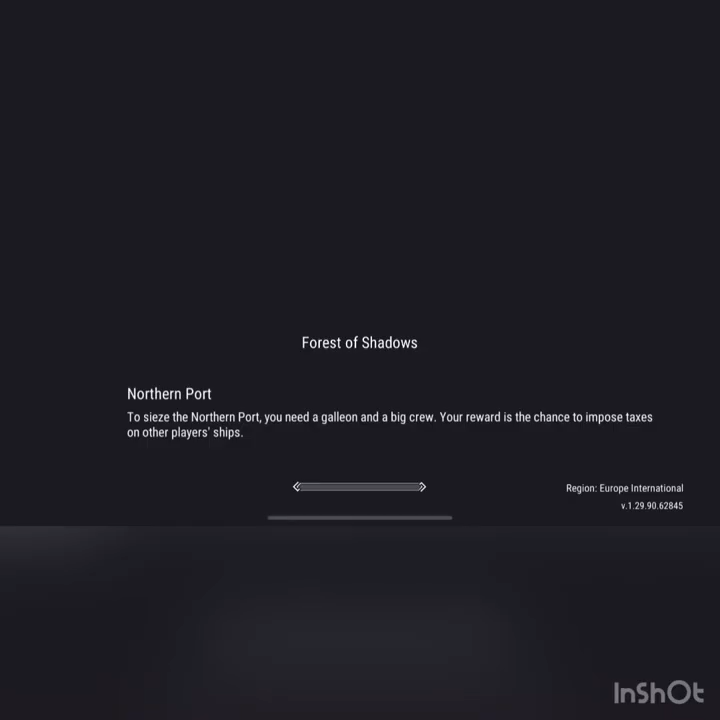 Forest of Shadows
Northern Port
To sieze the Northern Port, you need a galleon and a big crew. Your reward is the chance to impose taxes
on other players' ships.
Region: Europe International
v.1.29.90.62845
InShOt